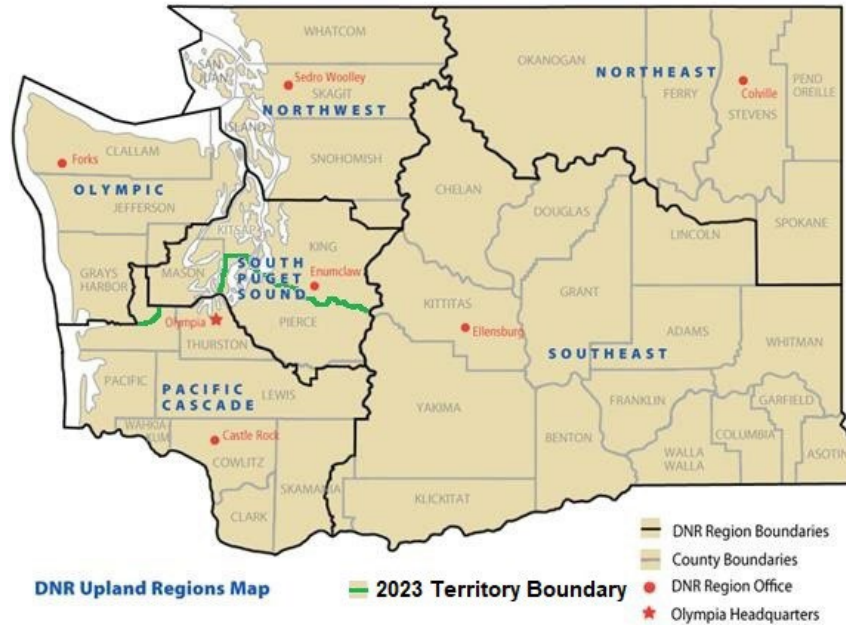 WHATCOM
OKANOGAN
SAN
JUAN
Sedro Woolley
SKAGIT
NORTHWEST
NORTHEAST
FERRY
Colville
STEVENS
PEND
OREILLE
ISLAND
SNOHOMISH
CLALLAM
Forks
OLYMPIC
JEFFERSON
CHELAN
DOUGLAS
LINCOLN
SPOKANE
KITSAP
KING
GRAYS
HARBOR
MASON
SOUTH
PUGET
SOUND
Enumclaw
KITTITAS
GRANT
PIERCE
Olympia
THURSTON
Ellensburg
SOUTHEAST
ADAMS
WHITMAN
PACIFIC
PACIFIC
CASCADE
LEWIS
YAKIMA
FRANKLIN
GARFIELD
WAHKIA-
KUM
Castle Rock
COWLITZ
BENTON
WALLA
WALLA
COLUMBIA
ASOTIN
SKAMANIA
KLICKITAT
CLARK
DNR Region Boundaries
County Boundaries
DNR Region Office
Olympia Headquarters
DNR Upland Regions Map
2023 Territory Boundary